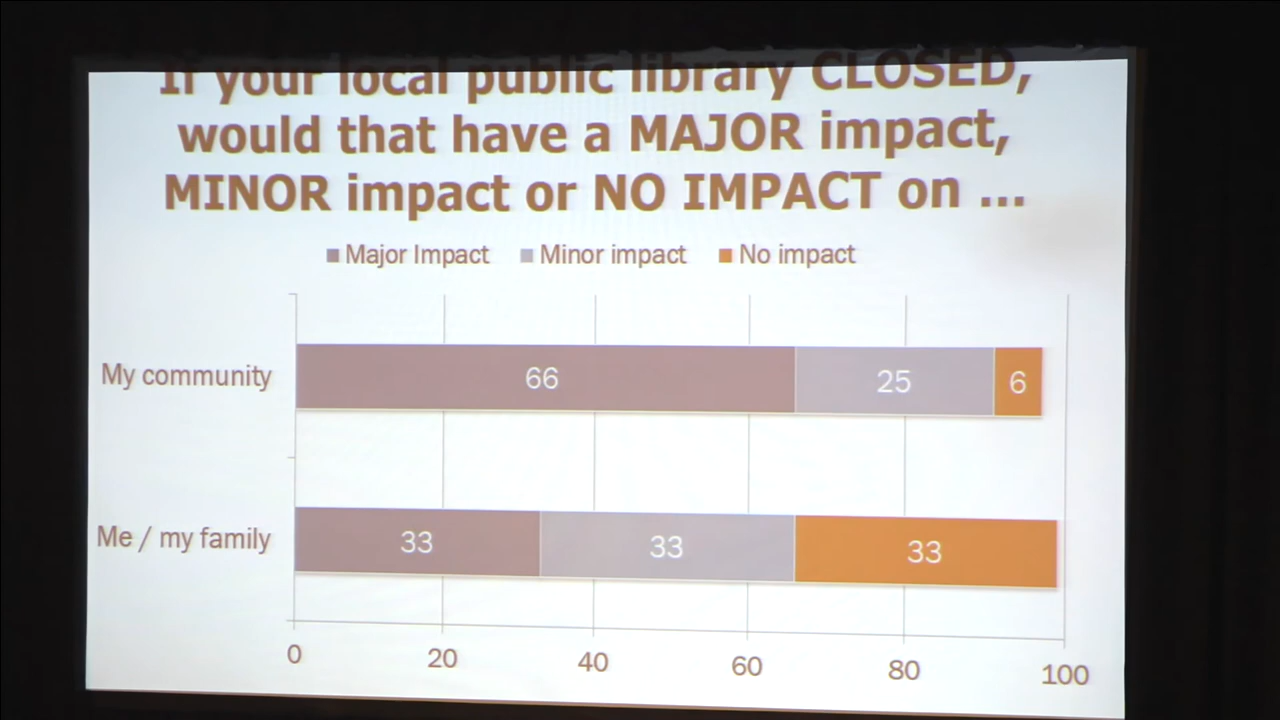 If your local public library CLOSED,
would that have a MAJOR impact,
MINOR impact or NO IMPACT on ...
Major Impact Minor impact No impact
My community 66 25 6
Me / my family 33 33 33
0 20 40 60 80 100